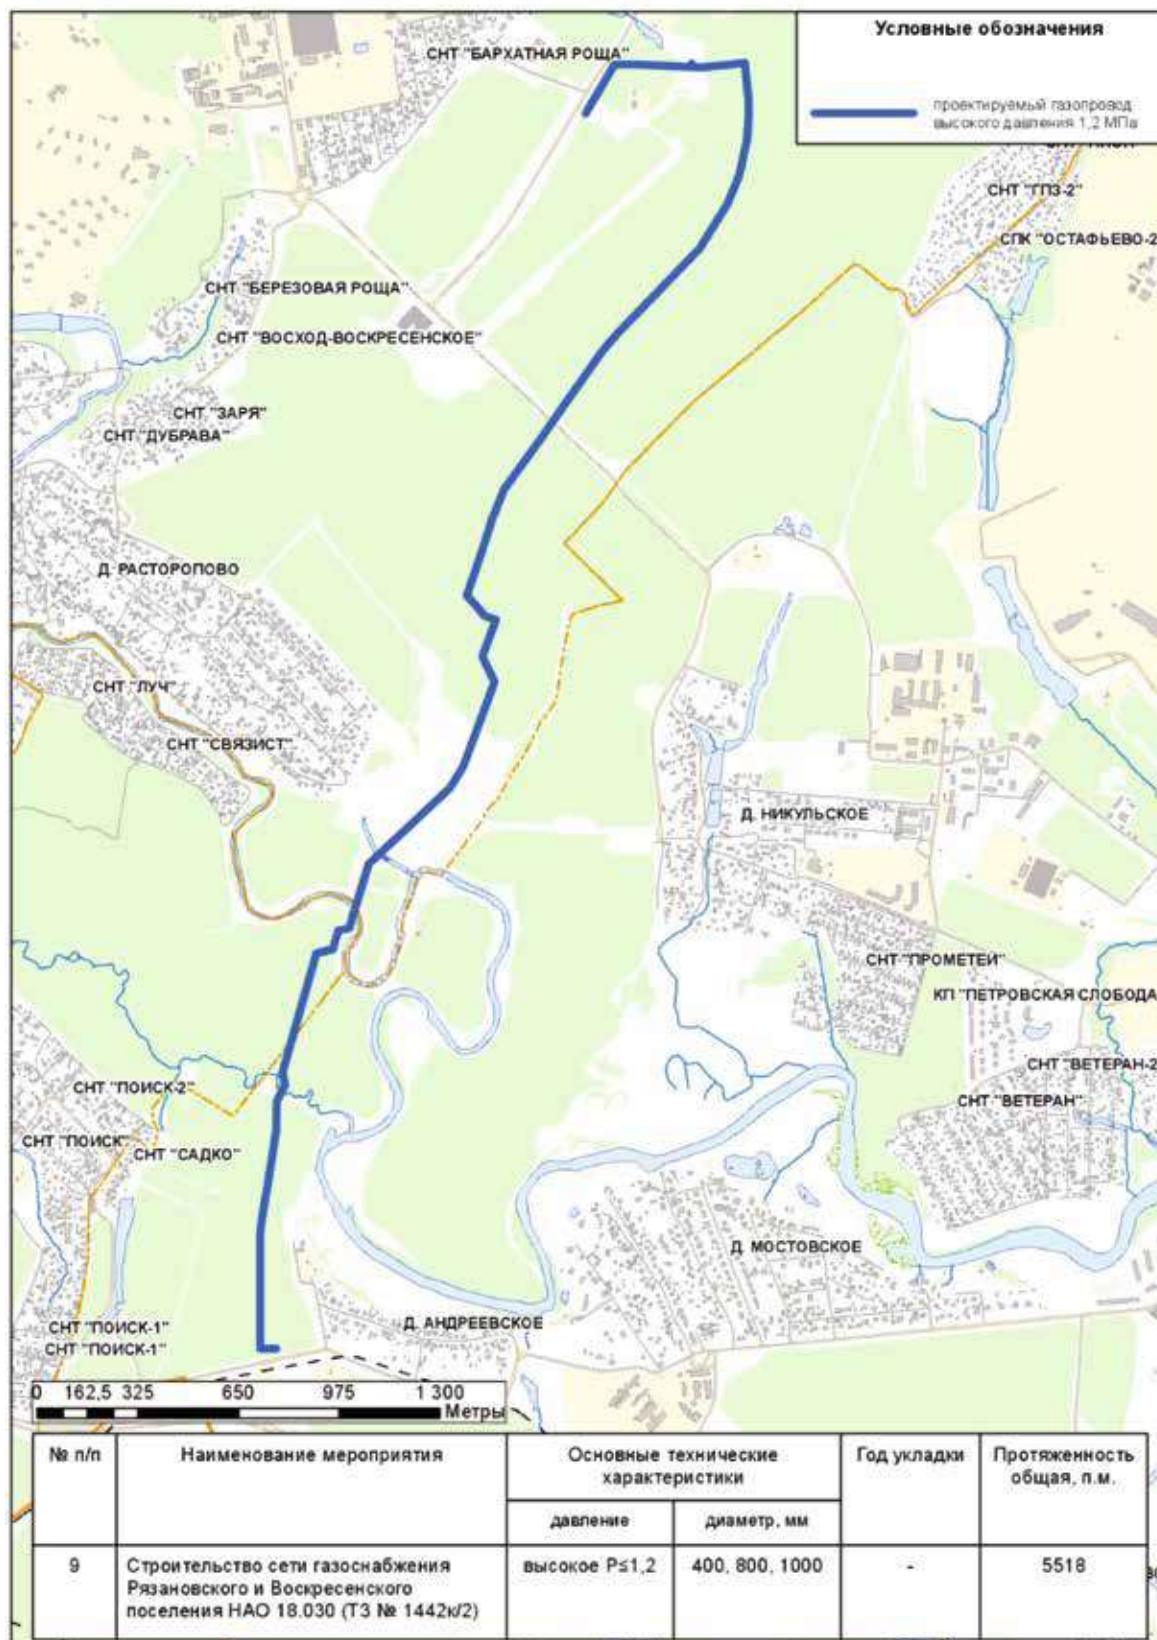 Условные обозначения
проектируемый газопровод
высокого давления 1,2 МПа
СНТ "БАРХАТНАЯ РОЩА"
СНТ "ГПЗ-2"
СПК "ОСТАФЬЕВО-2
СНТ "БЕРЕЗОВАЯ РОЩА"
СНТ "ВОСХОД-ВОСКРЕСЕНСКОЕ"
СНТ "ЗАРЯ"
СНТ "ДУБРАВА"
Д. РАСТОРОПОВО
СНТ "ЛУЧ"
СНТ "СВЯЗИСТ"
Д. НИКУЛЬСКОЕ
СНТ "ПРОМЕТЕЙ"
КП "ПЕТРОВСКАЯ СЛОБОДА
СНТ "ВЕТЕРАН-2
СНТ "ВЕТЕРАН"
СНТ "ПОИСК-2"
СНТ "ПОИСК"
СНТ "САДКО"
Д. МОСТОВСКОЕ
Д. АНДРЕЕВСКОЕ
СНТ "ПОИСК-1"
СНТ "ПОИСК-1"
0 162,5 325 650 975 1 300
Метры
№ п/п Наименование мероприятия Основные технические характеристики Год укладки Протяженность общая, п.м.
давление диаметр, мм
9 Строительство сети газоснабжения высокое P≤1,2 400, 800, 1000 - 5518
Рязановского и Воскресенского
поселения НАО 18.030 (ТЗ № 1442к/2)